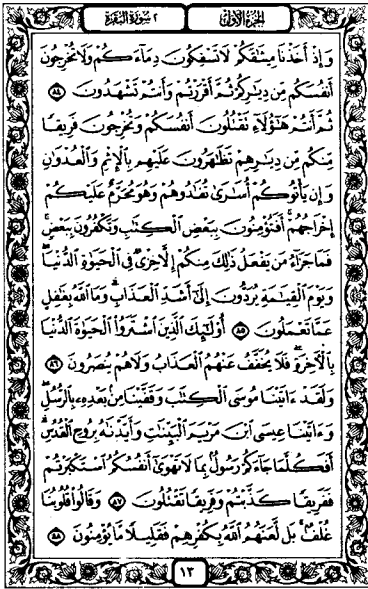 الجزء الأول
٢ سورة البقرة
وَإِذْ أَخَذْنَا مِيثَٰقَكُمْ لَا تَسْفِكُونَ دِمَآءَكُمْ وَلَا تُخْرِجُونَ
أَنفُسَكُم مِّن دِيَٰرِكُمْ ثُمَّ أَقْرَرْتُمْ وَأَنتُمْ تَشْهَدُونَ ٨٤
ثُمَّ أَنتُمْ هَٰٓؤُلَآءِ تَقْتُلُونَ أَنفُسَكُمْ وَتُخْرِجُونَ فَرِيقًا
مِّنكُم مِّن دِيَٰرِهِمْ تَظَٰهَرُونَ عَلَيْهِم بِٱلْإِثْمِ وَٱلْعُدْوَٰنِ
وَإِن يَأْتُوكُمْ أُسَٰرَىٰ تُفَٰدُوهُمْ وَهُوَ مُحَرَّمٌ عَلَيْكُمْ
إِخْرَاجُهُمْ ۚ أَفَتُؤْمِنُونَ بِبَعْضِ ٱلْكِتَٰبِ وَتَكْفُرُونَ بِبَعْضٍ ۚ
فَمَا جَزَآءُ مَن يَفْعَلُ ذَٰلِكَ مِنكُمْ إِلَّا خِزْىٌ فِى ٱلْحَيَوٰةِ ٱلدُّنْيَا ۖ
وَيَوْمَ ٱلْقِيَٰمَةِ يُرَدُّونَ إِلَىٰٓ أَشَدِّ ٱلْعَذَابِ ۗ وَمَا ٱللَّهُ بِغَٰفِلٍ
عَمَّا تَعْمَلُونَ ٨٥ أُو۟لَٰٓئِكَ ٱلَّذِينَ ٱشْتَرَوُا۟ ٱلْحَيَوٰةَ ٱلدُّنْيَا
بِٱلْءَاخِرَةِ ۖ فَلَا يُخَفَّفُ عَنْهُمُ ٱلْعَذَابُ وَلَا هُمْ يُنصَرُونَ ٨٦
وَلَقَدْ ءَاتَيْنَا مُوسَى ٱلْكِتَٰبَ وَقَفَّيْنَا مِنۢ بَعْدِهِۦ بِٱلرُّسُلِ ۖ
وَءَاتَيْنَا عِيسَى ٱبْنَ مَرْيَمَ ٱلْبَيِّنَٰتِ وَأَيَّدْنَٰهُ بِرُوحِ ٱلْقُدُسِ ۗ
أَفَكُلَّمَا جَآءَكُمْ رَسُولٌۢ بِمَا لَا تَهْوَىٰٓ أَنفُسُكُمُ ٱسْتَكْبَرْتُمْ
فَفَرِيقًا كَذَّبْتُمْ وَفَرِيقًا تَقْتُلُونَ ٨٧ وَقَالُوا۟ قُلُوبُنَا
غُلْفٌۢ ۚ بَل لَّعَنَهُمُ ٱللَّهُ بِكُفْرِهِمْ فَقَلِيلًا مَّا يُؤْمِنُونَ ٨٨
١٣